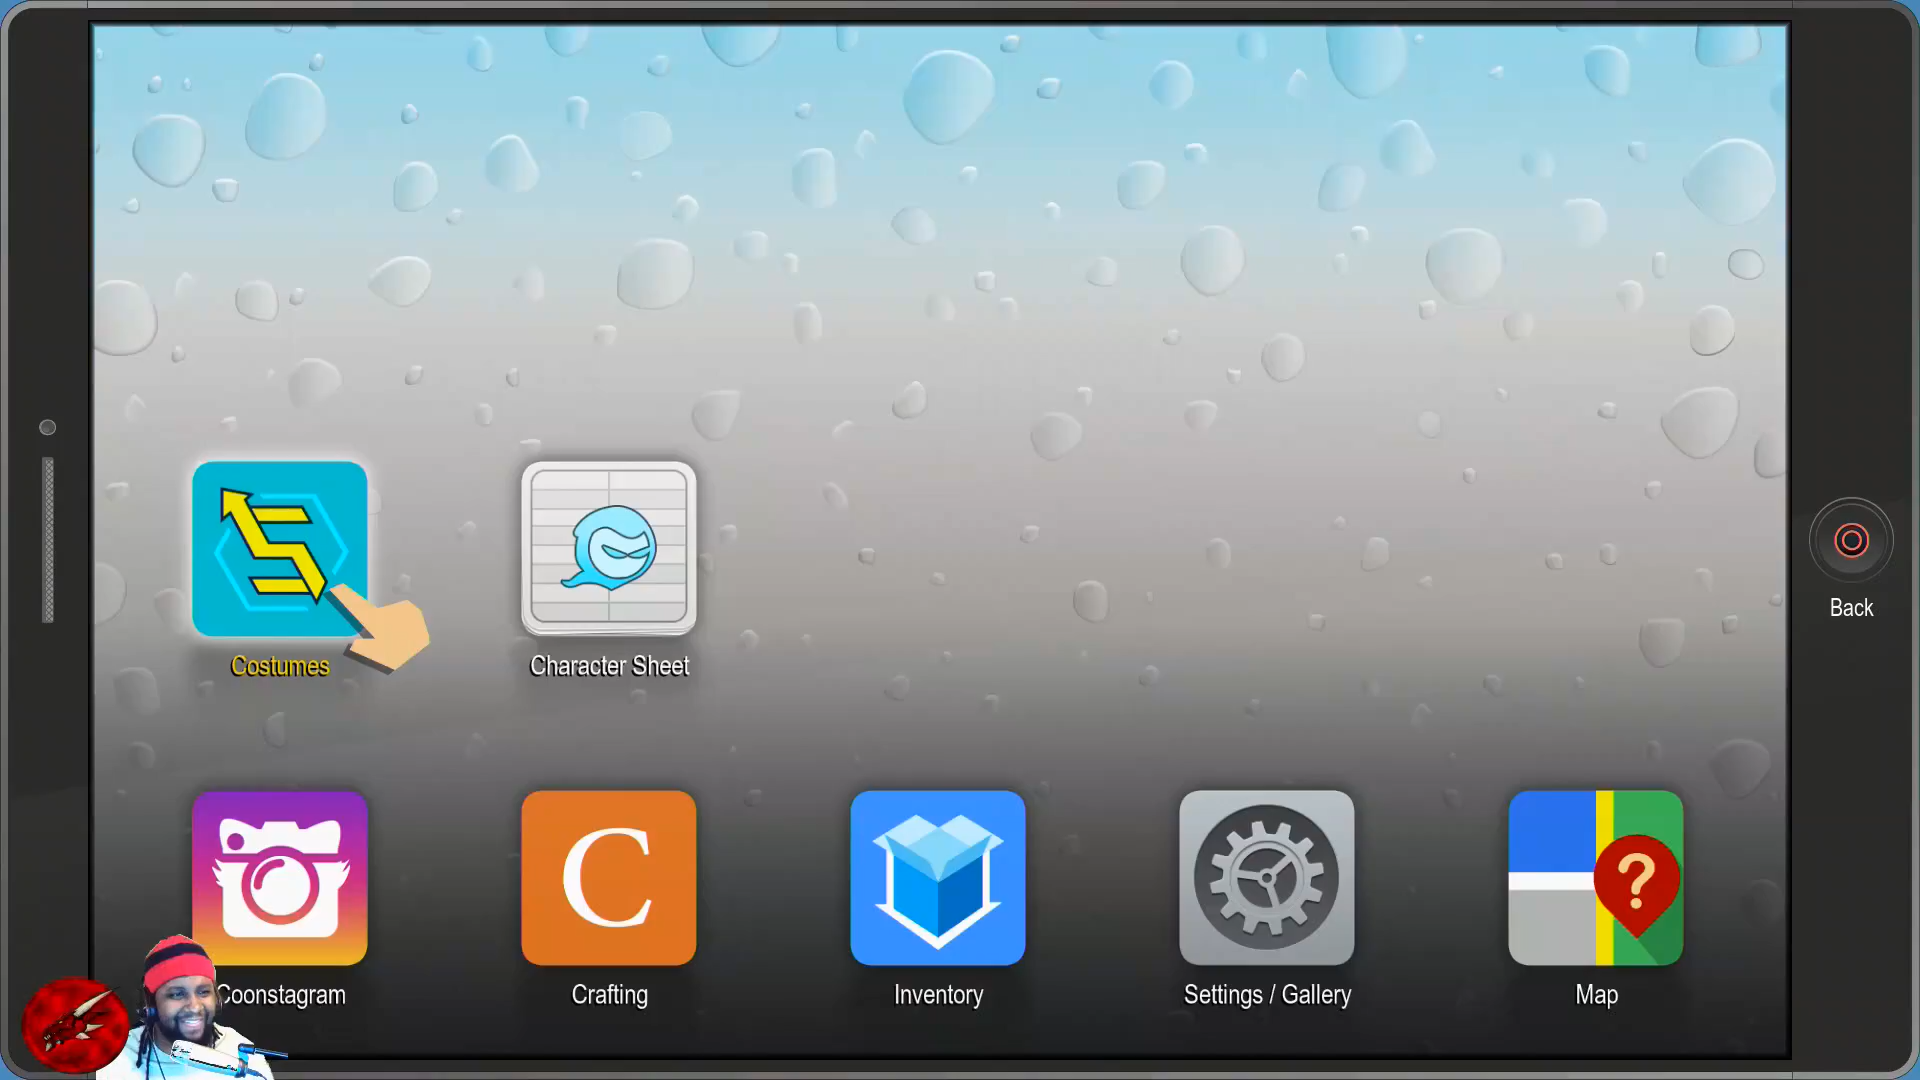 Back
Costumes
Character Sheet
C
?
Coonstagram
Crafting
Inventory
Settings / Gallery
Map